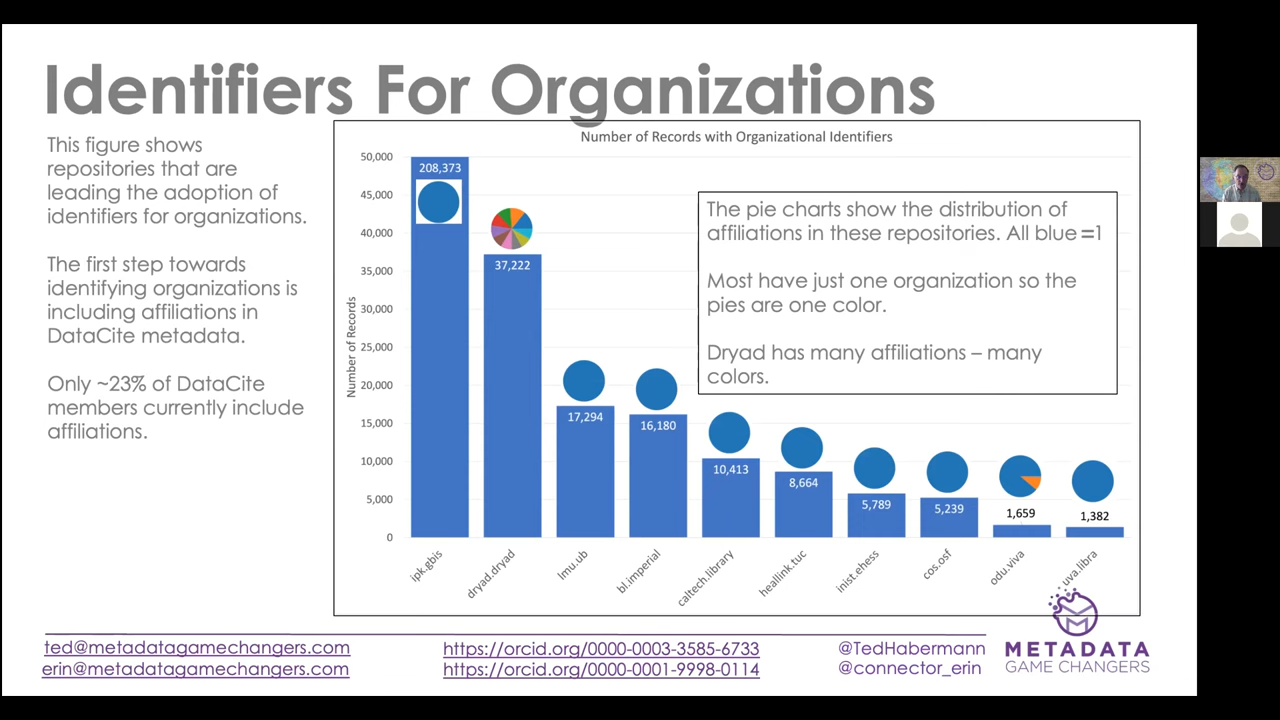 Identifiers For Organizations
This figure shows
repositories that are
leading the adoption of
identifiers for organizations.
The first step towards
identifying organizations is
including affiliations in
DataCite metadata.
Only ~23% of DataCite
members currently include
affiliations.
Number of Records with Organizational Identifiers
Number of Records
50,000
45,000
40,000
35,000
30,000
25,000
20,000
15,000
10,000
5,000
0
208,373
37,222
17,294
16,180
10,413
8,664
5,789
5,239
1,659
1,382
ipk.gbis
dryad.dryad
lmu.ub
bl.imperial
caltech.library
heallink.tuc
inist.ehess
cos.osf
odu.viva
uva.libra
The pie charts show the distribution of
affiliations in these repositories. All blue =1
Most have just one organization so the
pies are one color.
Dryad has many affiliations – many
colors.
ted@metadatagamechangers.com
erin@metadatagamechangers.com
https://orcid.org/0000-0003-3585-6733
https://orcid.org/0000-0001-9998-0114
@TedHabermann
@connector_erin
METADATA
GAME CHANGERS